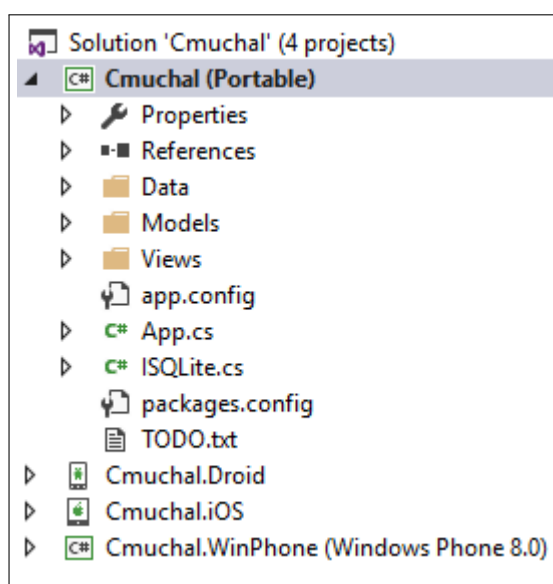 Solution 'Cmuchal' (4 projects)
C# Cmuchal (Portable)
Properties
References
Data
Models
Views
app.config
C# App.cs
C# ISQLite.cs
packages.config
TODO.txt
Cmuchal.Droid
Cmuchal.iOS
C# Cmuchal.WinPhone (Windows Phone 8.0)